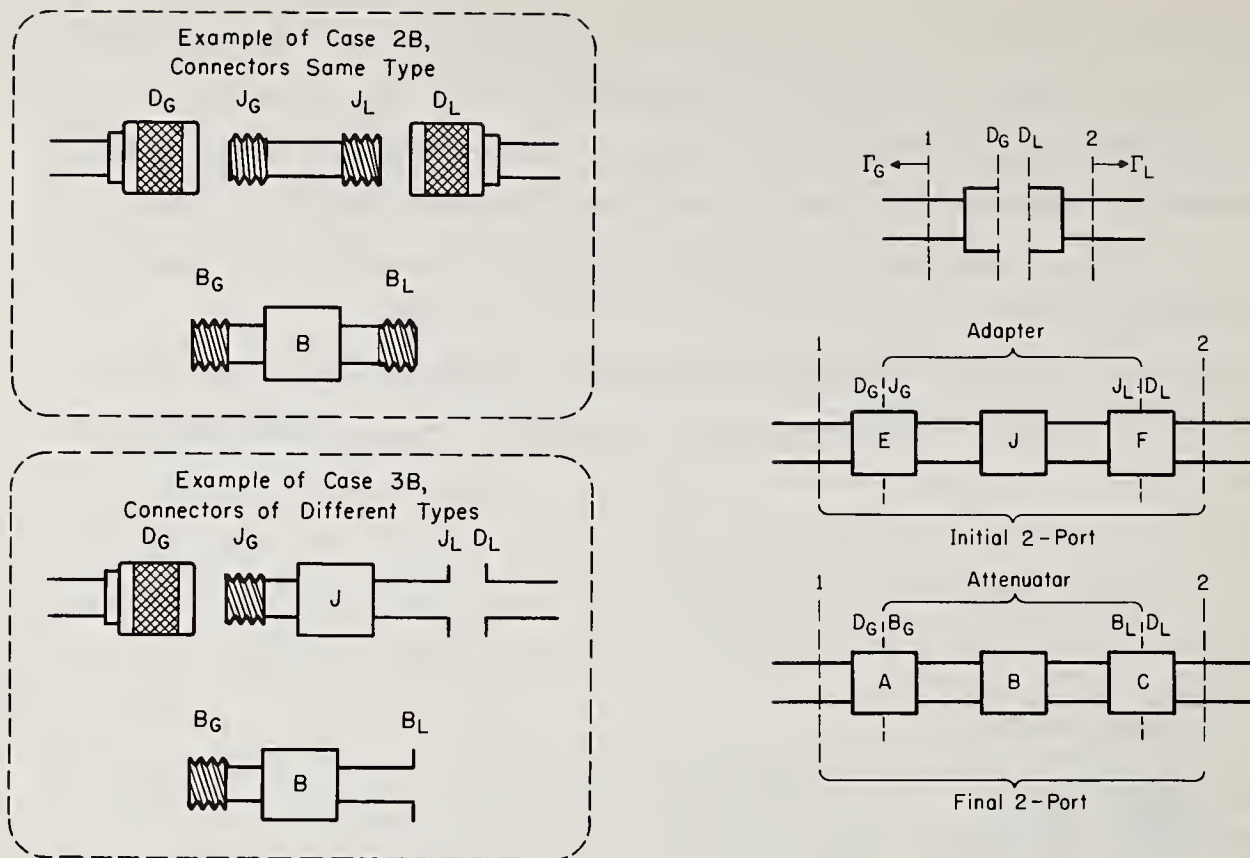 Example of Case 2B,
Connectors Same Type
D_G J_G J_L D_L
B_G B_L
B
Example of Case 3B,
Connectors of Different Types
D_G J_G J_L D_L
J
B_G B_L
B
1 D_G D_L 2
Γ_G Γ_L
Adapter
1 2
D_G J_G J_L D_L
E J F
Initial 2-Port
Attenuatar
1 2
D_G B_G B_L D_L
A B C
Final 2-Port